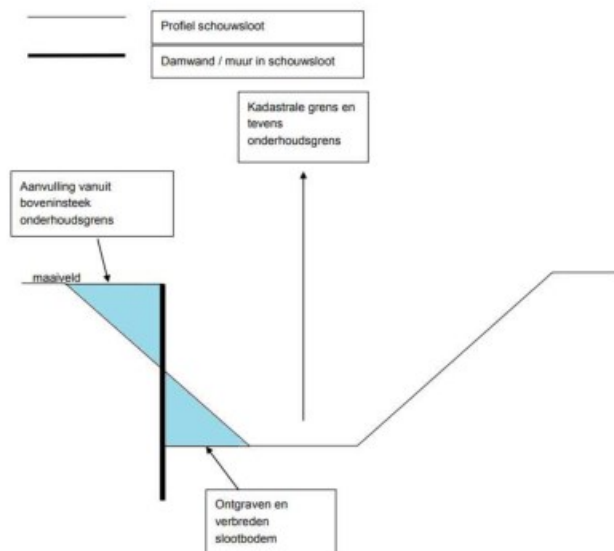 Profiel schouwsloot
Damwand / muur in schouwsloot
Kadastrale grens en
tevens
onderhoudsgrens
Aanvulling vanuit
boveninsteek
onderhoudsgrens
maaiveld
Ontgraven en
verbreden
slootbodem